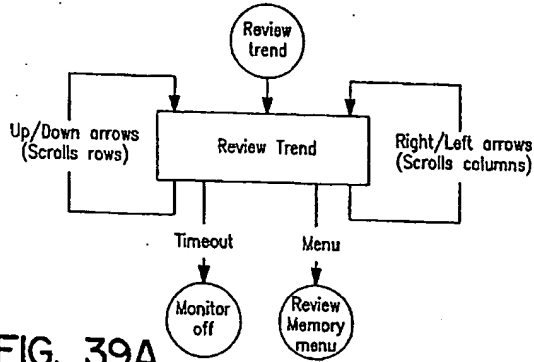 Review
trend
Up/Down arrows
(Scrolls rows)
Review Trend
Right/Left arrows
(Scrolls columns)
Timeout
Menu
Monitor
off
Review
Memory
menu
FIG. 39A